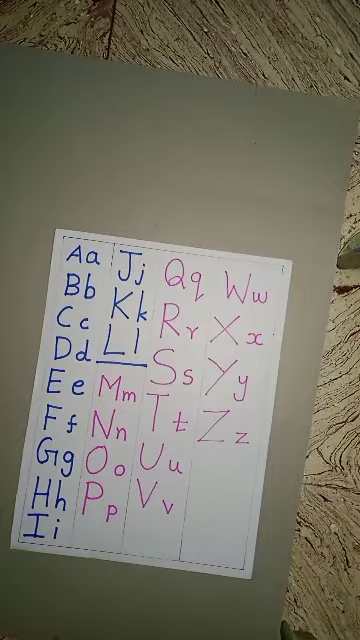 Aa
Bb
Cc
Dd
Ee
Ff
Gg
Hh
Ii
Jj
Kk
Ll
Mm
Nn
Oo
Pp
Qq
Rr
Ss
Tt
Uu
Vv
Ww
Xx
Yy
Zz